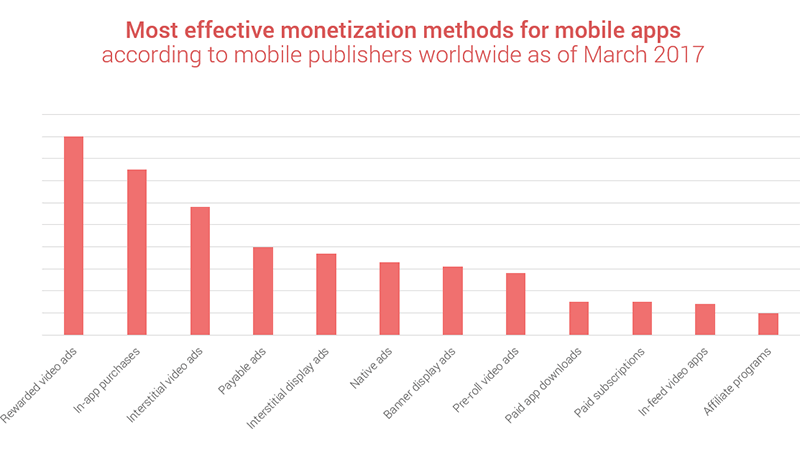 Most effective monetization methods for mobile apps
according to mobile publishers worldwide as of March 2017
Rewarded video ads
In-app purchases
Interstitial video ads
Payable ads
Interstitial display ads
Native ads
Banner display ads
Pre-roll video ads
Paid app downloads
Paid subscriptions
In-feed video apps
Affiliate programs